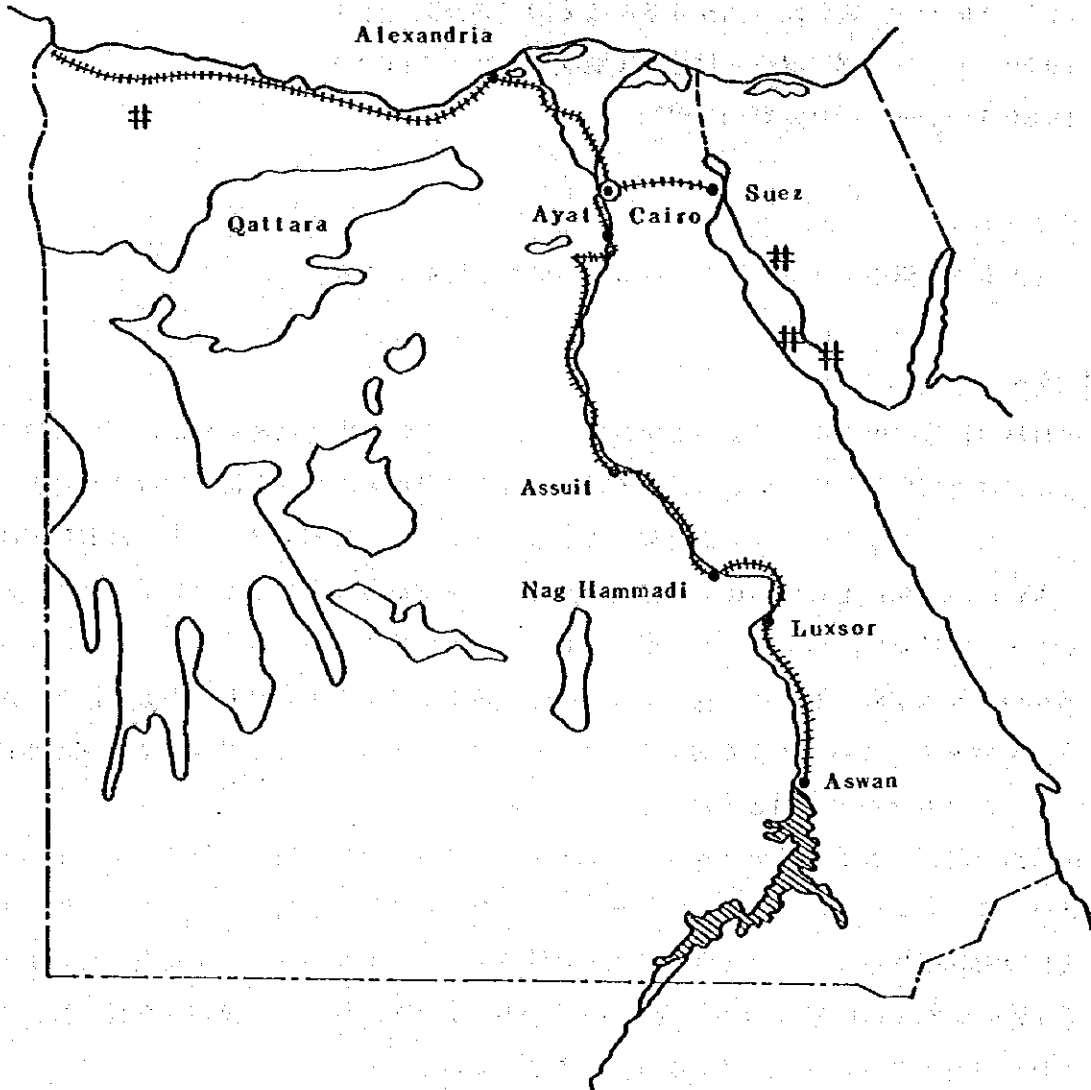 Alexandria
Suez
Ayat
Cairo
Qattara
Assuit
Nag Hammadi
Luxsor
Aswan